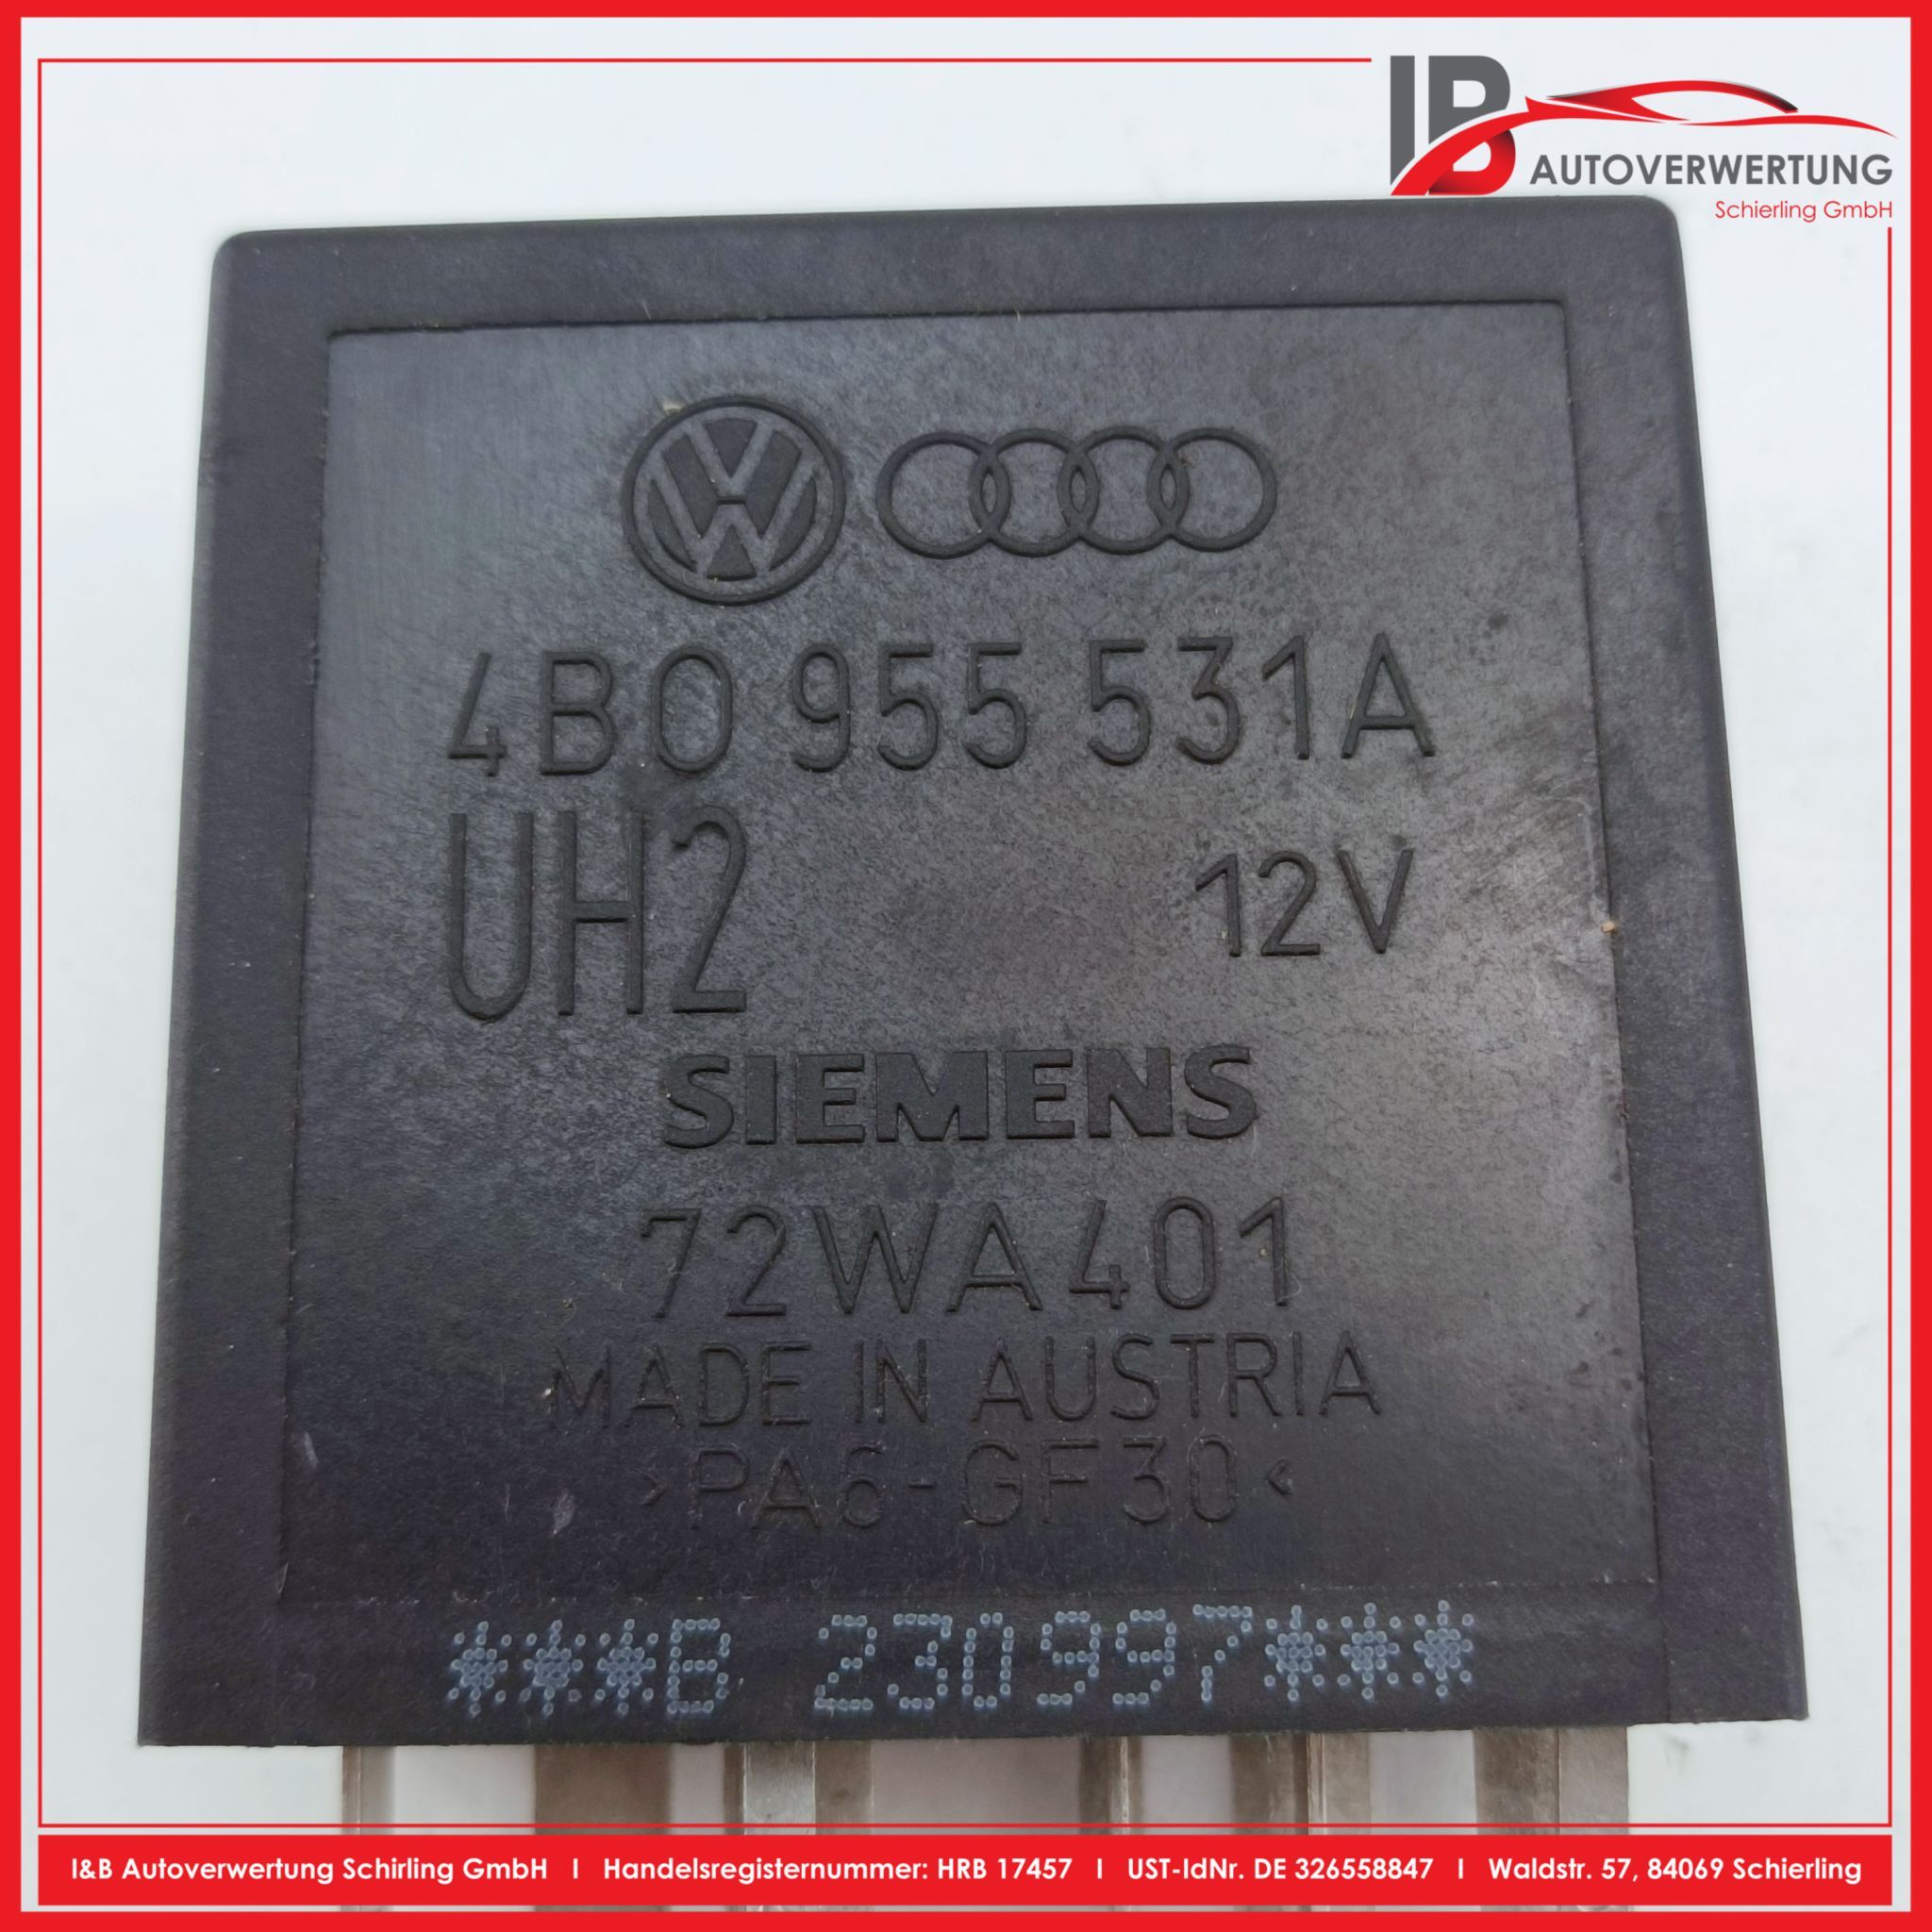 IB
AUTOVERWERTUNG
Schierling GmbH
4B0 955 531A
UH2 12V
SIEMENS
72WA401
MADE IN AUSTRIA
>PA6-GF30<
***B 230997***
I&B Autoverwertung Schirling GmbH I Handelsregisternummer: HRB 17457 I UST-IdNr. DE 326558847 I Waldstr. 57, 84069 Schierling